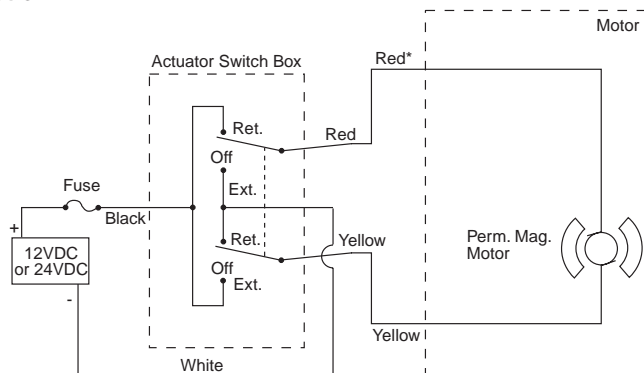 Motor
Actuator Switch Box
Red*
Ret.
Red
Off
Ext.
Fuse
Black
+
12VDC
or 24VDC
-
Ret.
Yellow
Off
Ext.
Perm. Mag.
Motor
Yellow
White